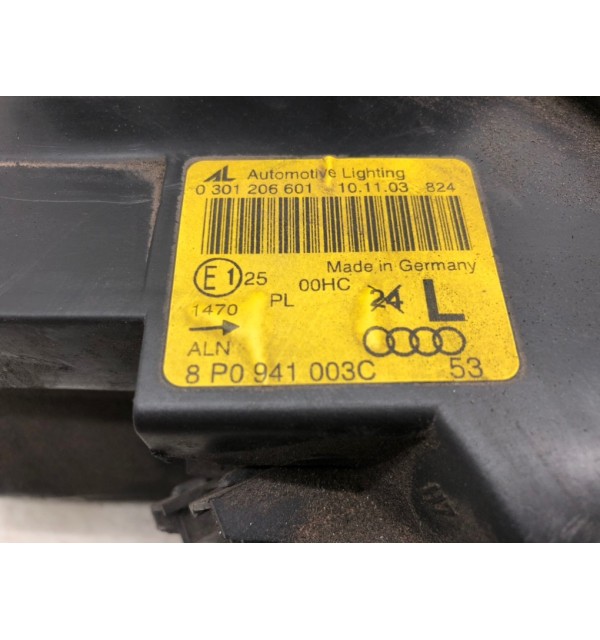 AL Automotive Lighting
0 301 206 601 10.11.03 824
Made in Germany
E1 25 00HC 24 L
1470 PL
ALN
8 P0 941 003C 53